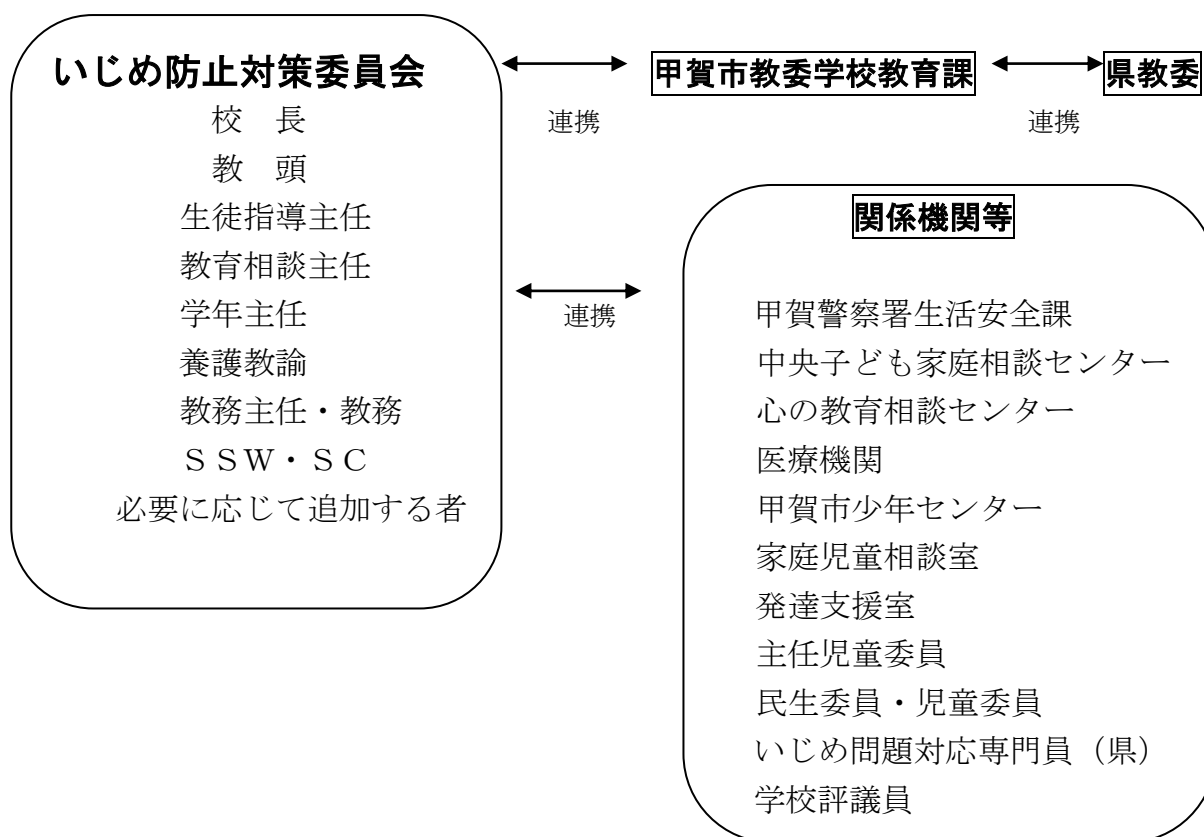 いじめ防止対策委員会
校　長
教　頭
生徒指導主任
教育相談主任
学年主任
養護教諭
教務主任・教務
ＳＳＷ・ＳＣ
必要に応じて追加する者
連携
甲賀市教委学校教育課
連携
県教委
連携
関係機関等
甲賀警察署生活安全課
中央子ども家庭相談センター
心の教育相談センター
医療機関
甲賀市少年センター
家庭児童相談室
発達支援室
主任児童委員
民生委員・児童委員
いじめ問題対応専門員（県）
学校評議員